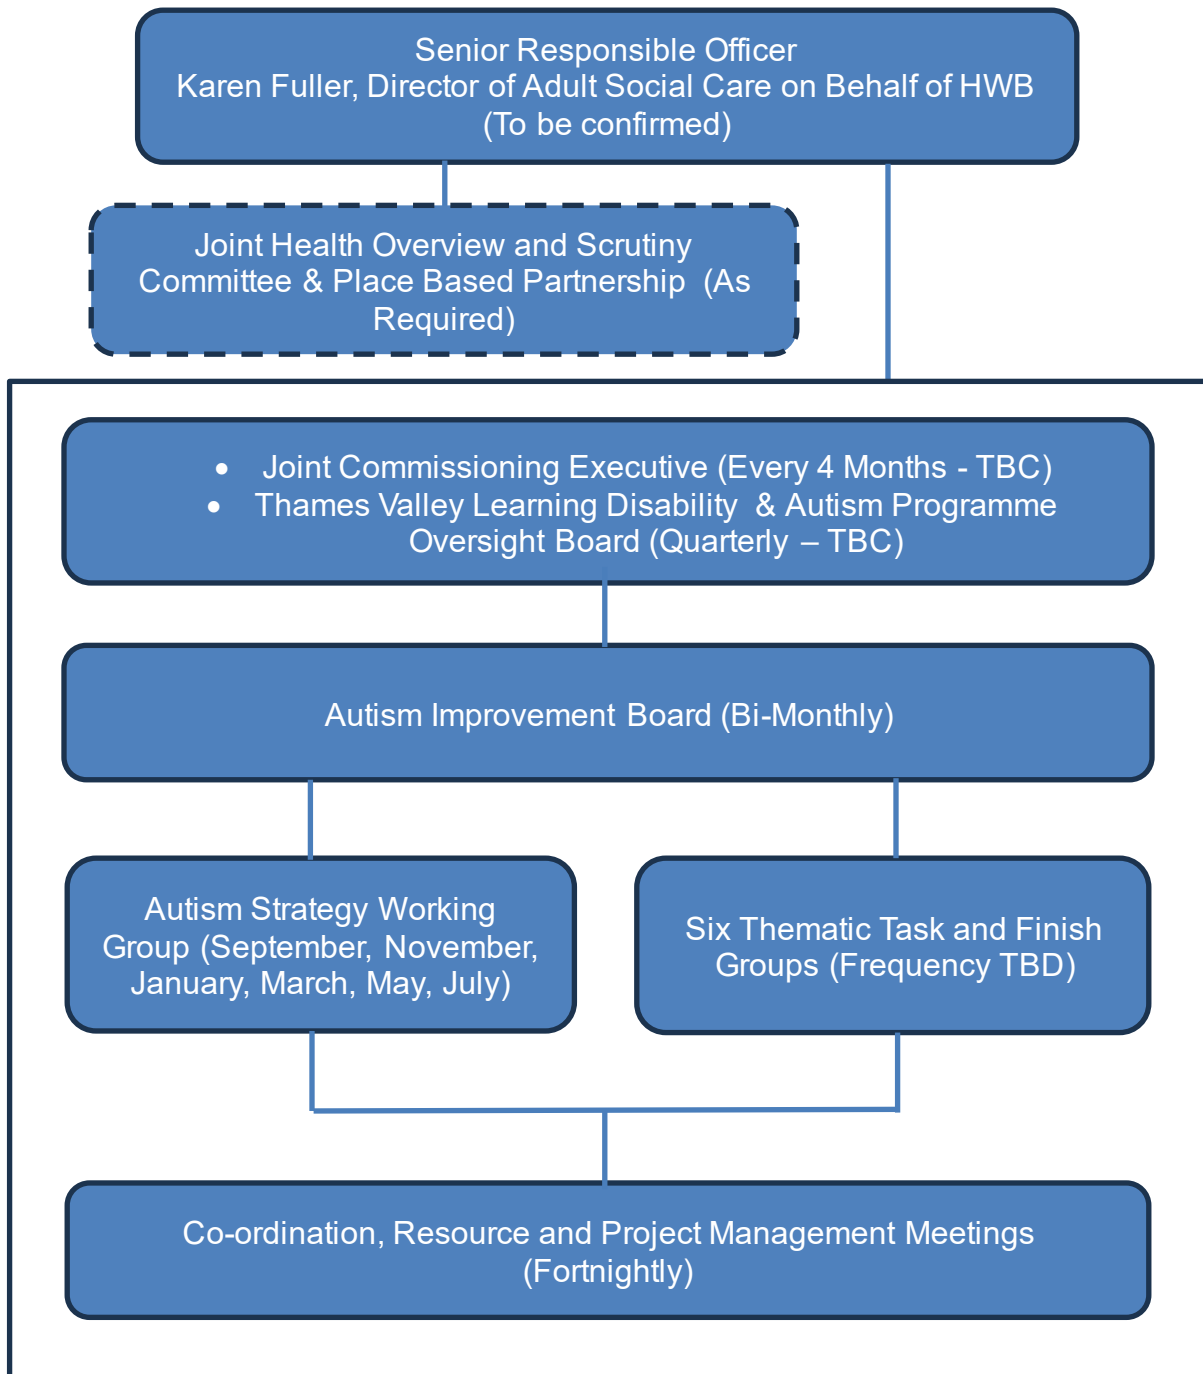 Senior Responsible Officer
Karen Fuller, Director of Adult Social Care on Behalf of HWB
(To be confirmed)
Joint Health Overview and Scrutiny
Committee & Place Based Partnership (As
Required)
• Joint Commissioning Executive (Every 4 Months - TBC)
• Thames Valley Learning Disability & Autism Programme
Oversight Board (Quarterly – TBC)
Autism Improvement Board (Bi-Monthly)
Autism Strategy Working
Group (September, November,
January, March, May, July)
Six Thematic Task and Finish
Groups (Frequency TBD)
Co-ordination, Resource and Project Management Meetings
(Fortnightly)